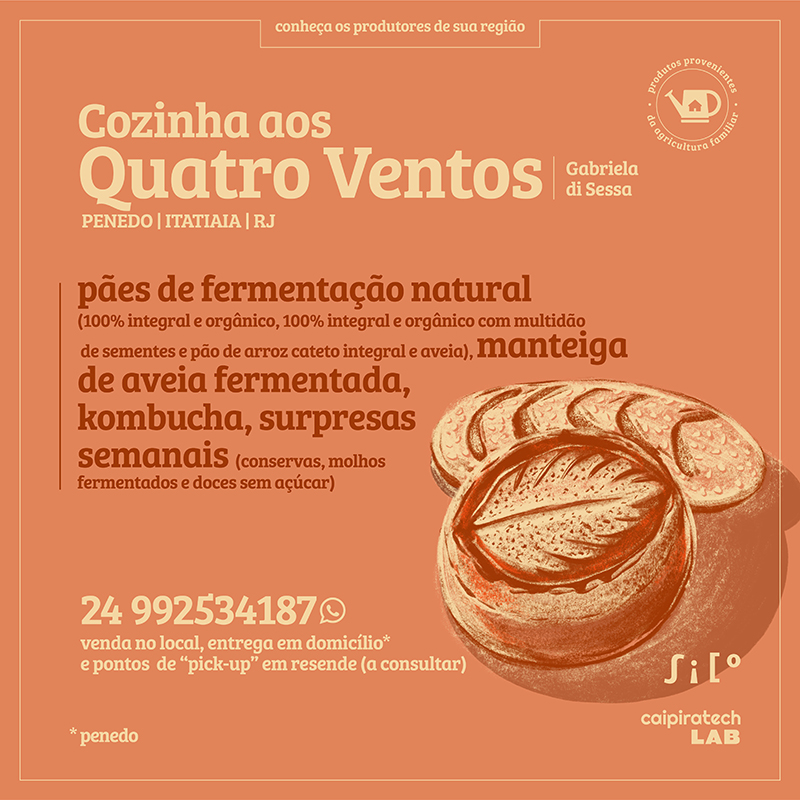 conheça os produtores de sua região
produtos provenientes
da agricultura familiar
Cozinha aos
Quatro Ventos
Gabriela
di Sessa
PENEDO | ITATIAIA | RJ
pães de fermentação natural
(100% integral e orgânico, 100% integral e orgânico com multidão
de sementes e pão de arroz cateto integral e aveia), manteiga
de aveia fermentada,
kombucha, surpresas
semanais (conservas, molhos
fermentados e doces sem açúcar)
24 992534187
venda no local, entrega em domicílio*
e pontos de “pick-up” em resende (a consultar)
silo
caipiratech
LAB
* penedo